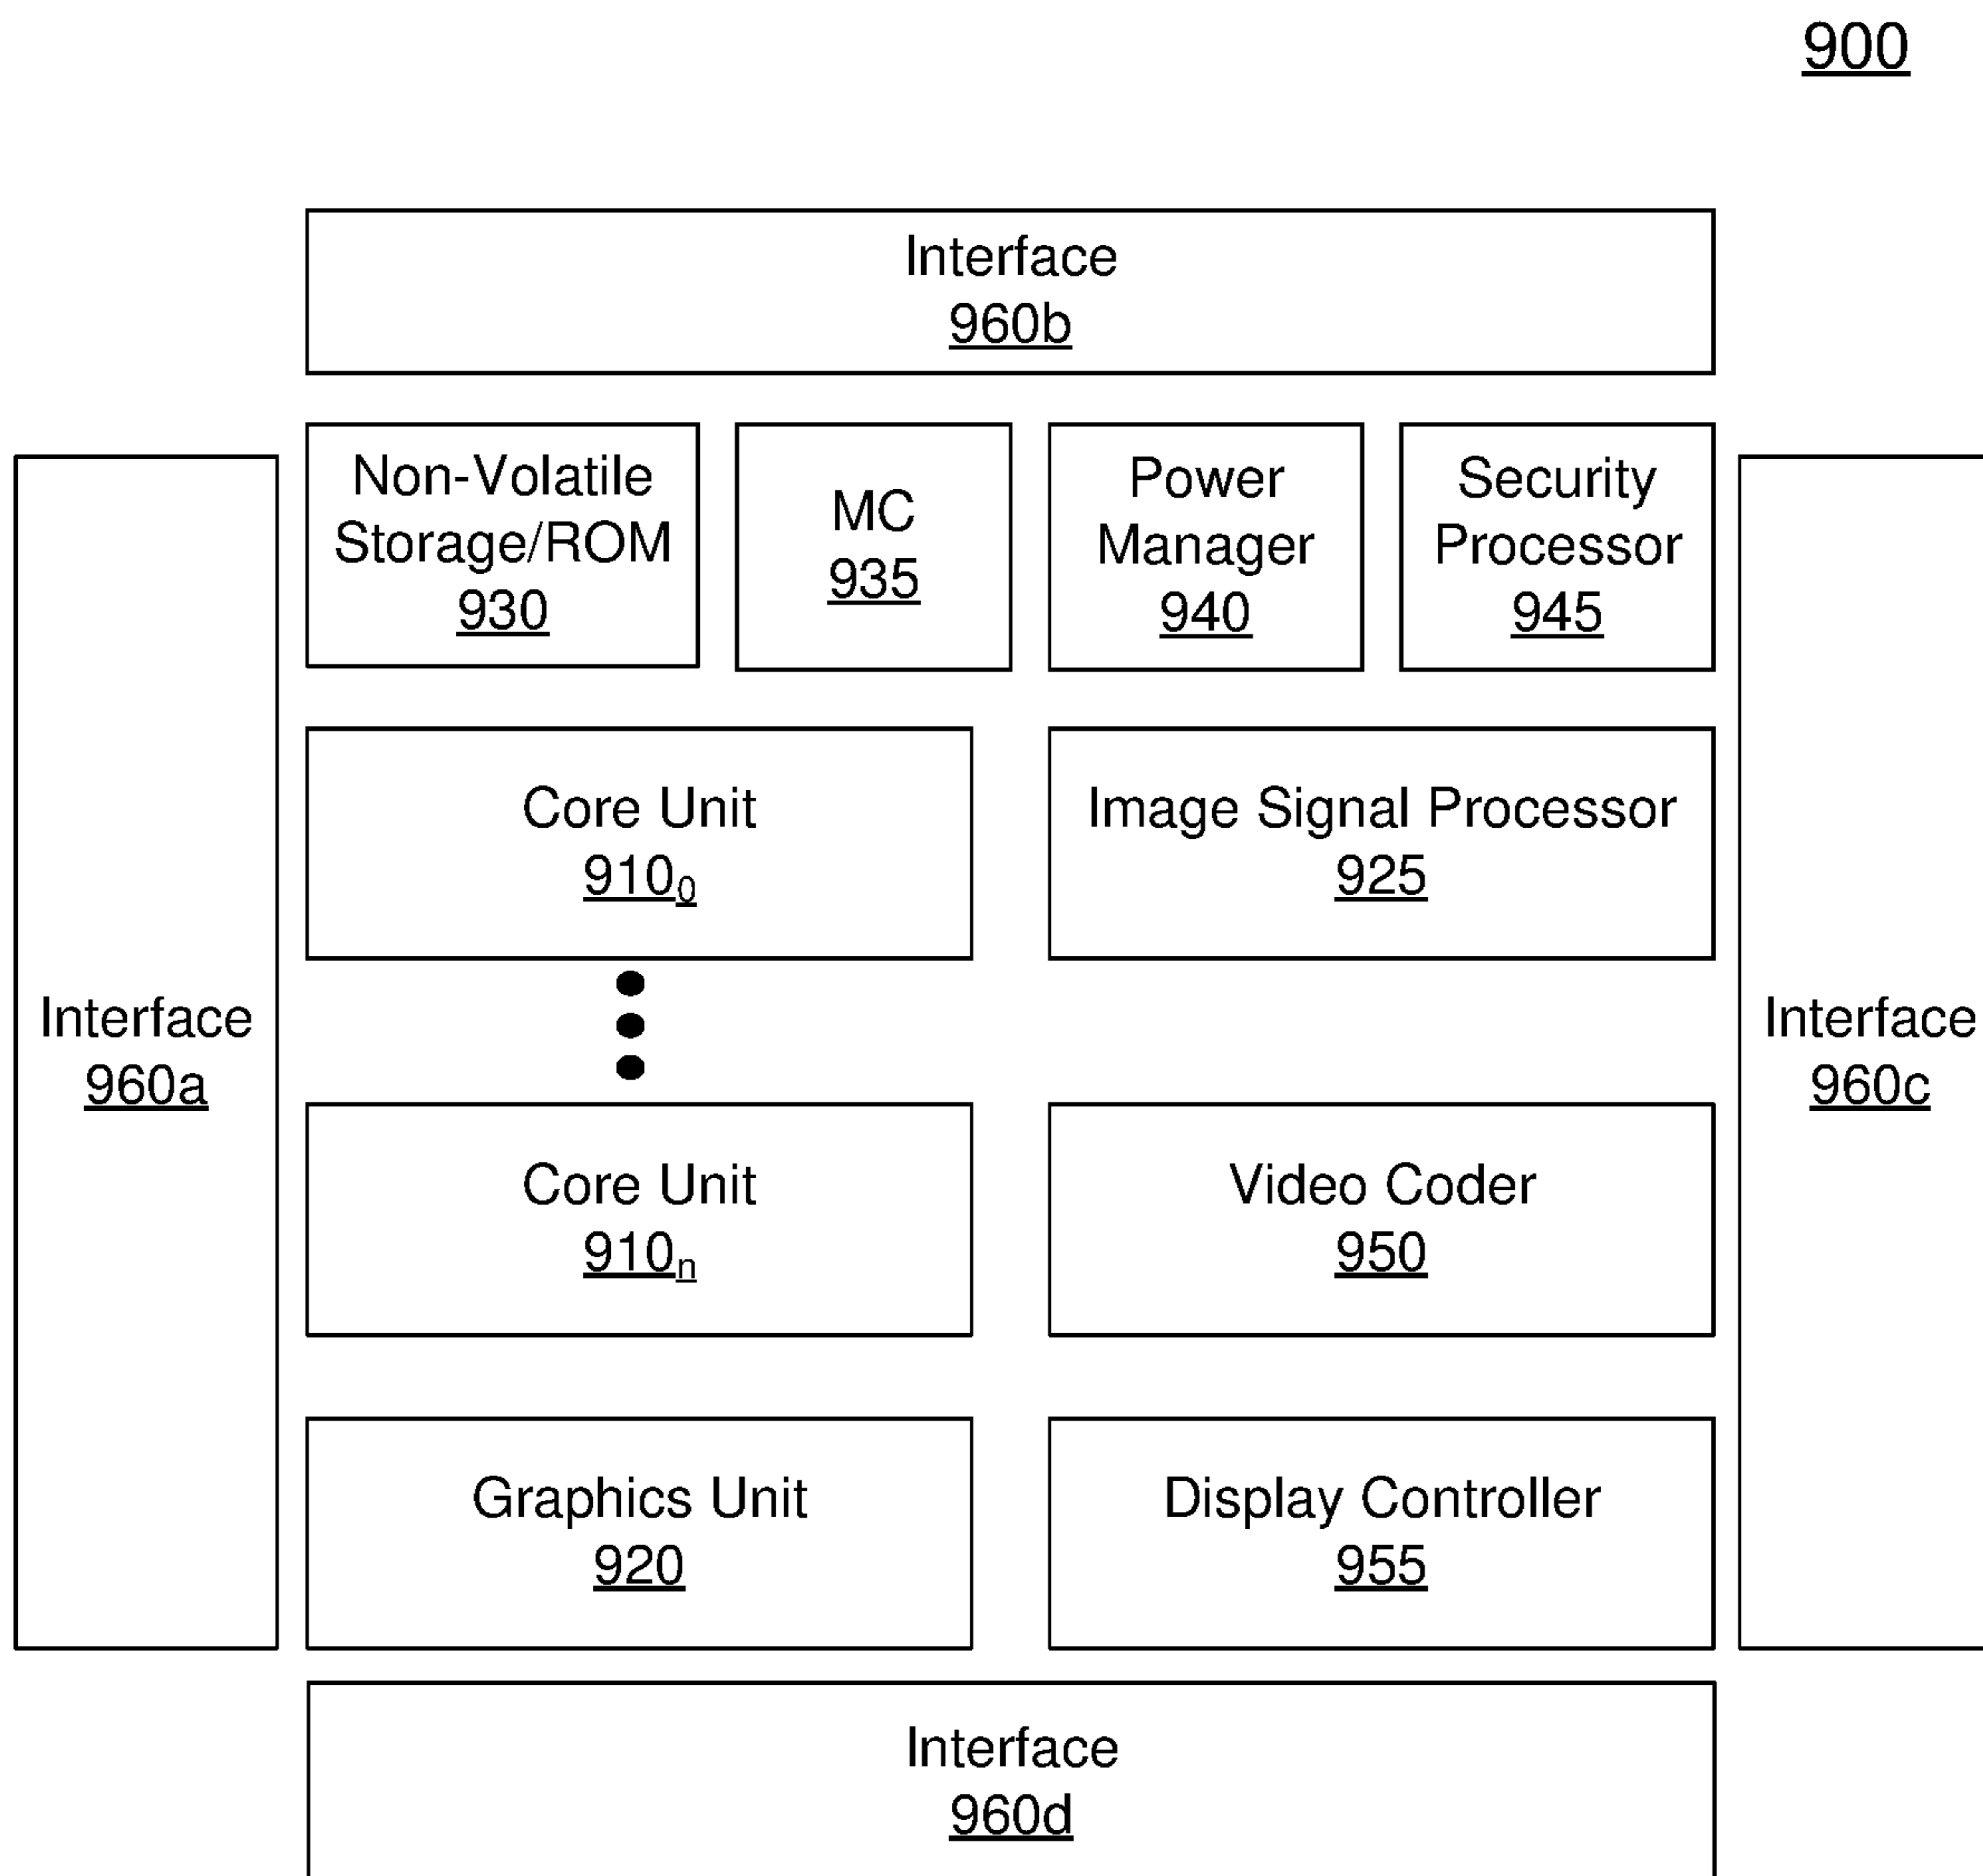 900
Interface
960b
Non-Volatile
Storage/ROM
930
MC
935
Power
Manager
940
Security
Processor
945
Interface
960a
Core Unit
910₀
Image Signal Processor
925
Interface
960c
Core Unit
910ₙ
Video Coder
950
Graphics Unit
920
Display Controller
955
Interface
960d